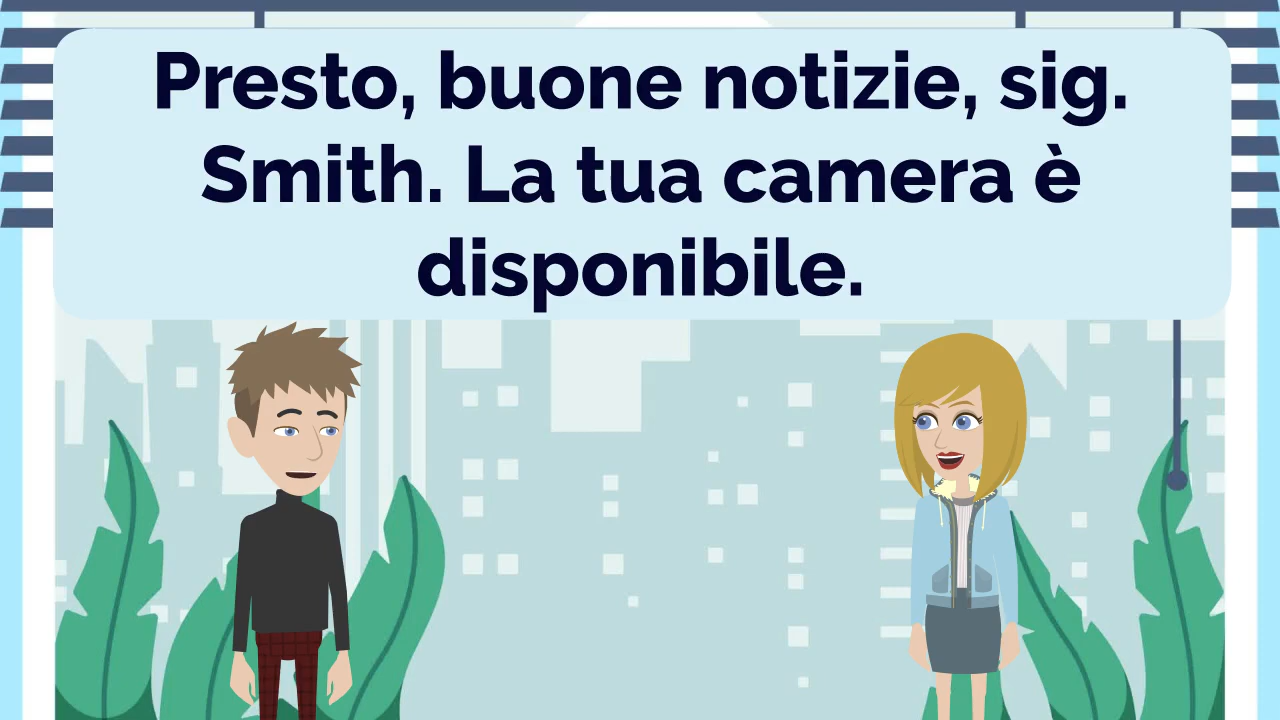 Presto, buone notizie, sig.
Smith. La tua camera è
disponibile.